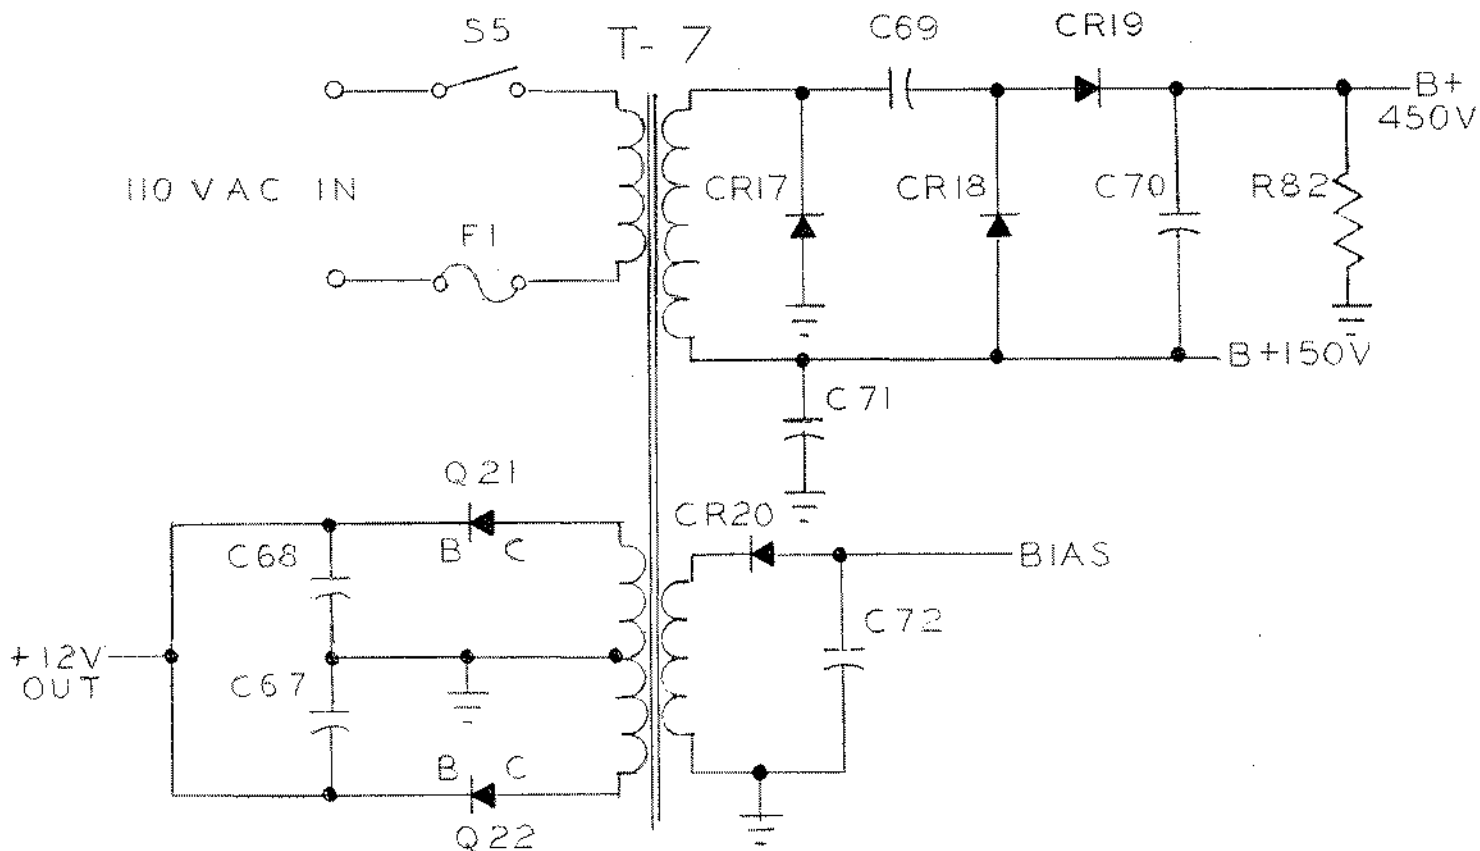 S5
T-7
C69
CR19
B+
450V
110 VAC IN
CR17
CR18
C70
R82
F1
B+150V
C71
Q21
CR20
B C
BIAS
C68
C72
+12V
OUT
C67
B C
Q22